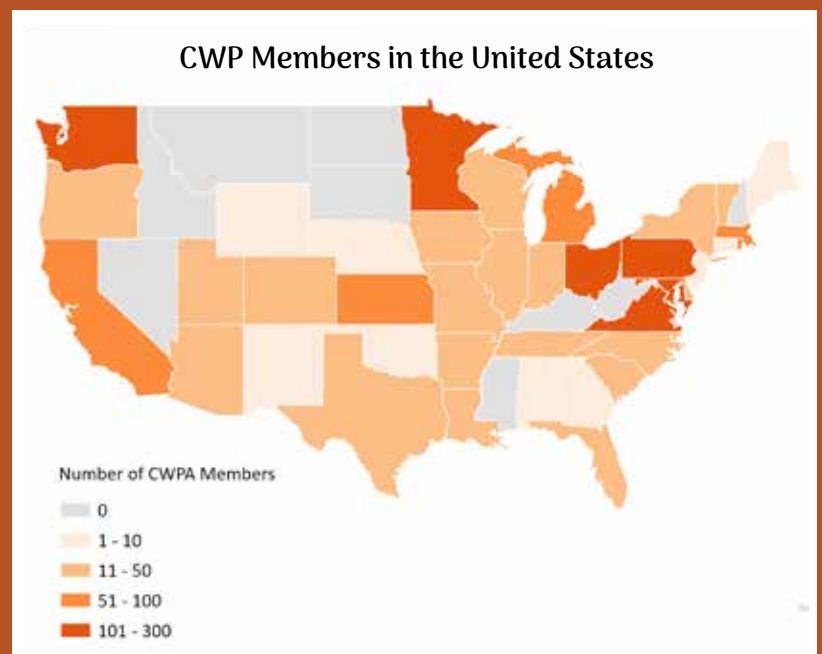 CWP Members in the United States
Number of CWPA Members
0
1 - 10
11 - 50
51 - 100
101 - 300